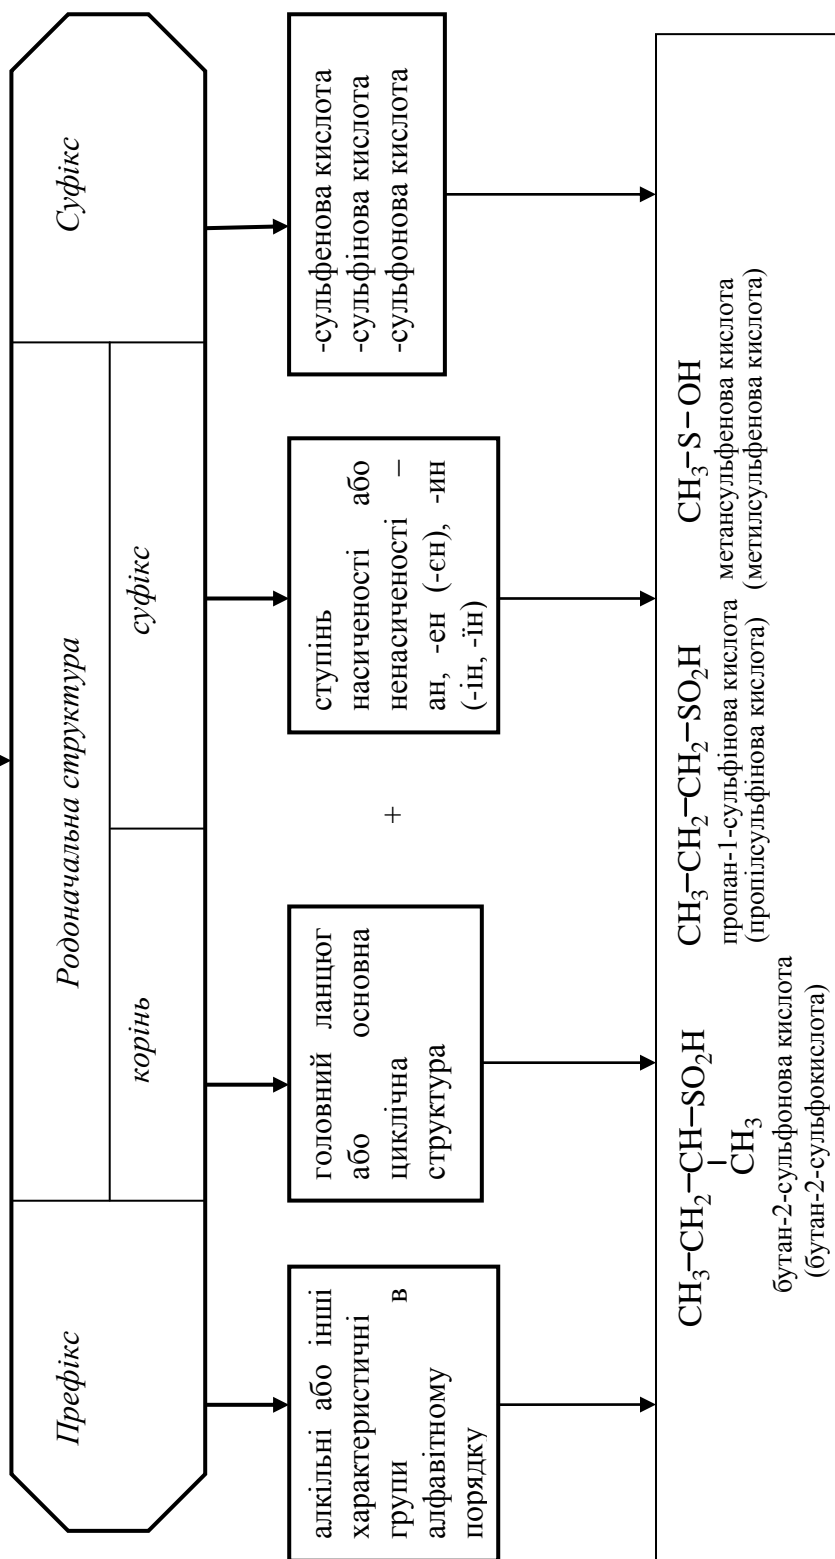 Префікс
Родоначальна структура
корінь
суфікс
Суфікс
алкільні або інші
характеристичні
групи в
алфавітному
порядку
головний ланцюг
або основна
циклічна
структура
+
ступінь
насиченості або
ненасиченості –
ан, -ен (-єн), -ин
(-ін, -їн)
-сульфенова кислота
-сульфінова кислота
-сульфонова кислота
CH3–CH2–CH–SO2H
CH3
бутан-2-сульфонова кислота
(бутан-2-сульфокислота)
CH3–CH2–CH2–SO2H
пропан-1-сульфінова кислота
(пропілсульфінова кислота)
CH3–S–OH
метансульфенова кислота
(метилсульфенова кислота)